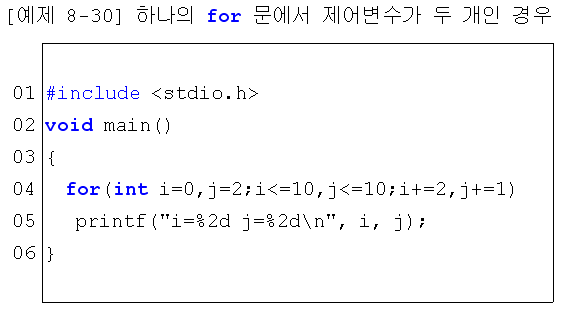 [예제 8-30] 하나의 for 문에서 제어변수가 두 개인 경우
01 #include <stdio.h>
02 void main()
03 {
04 for(int i=0,j=2;i<=10,j<=10;i+=2,j+=1)
05 printf("i=%2d j=%2d\n", i, j);
06 }